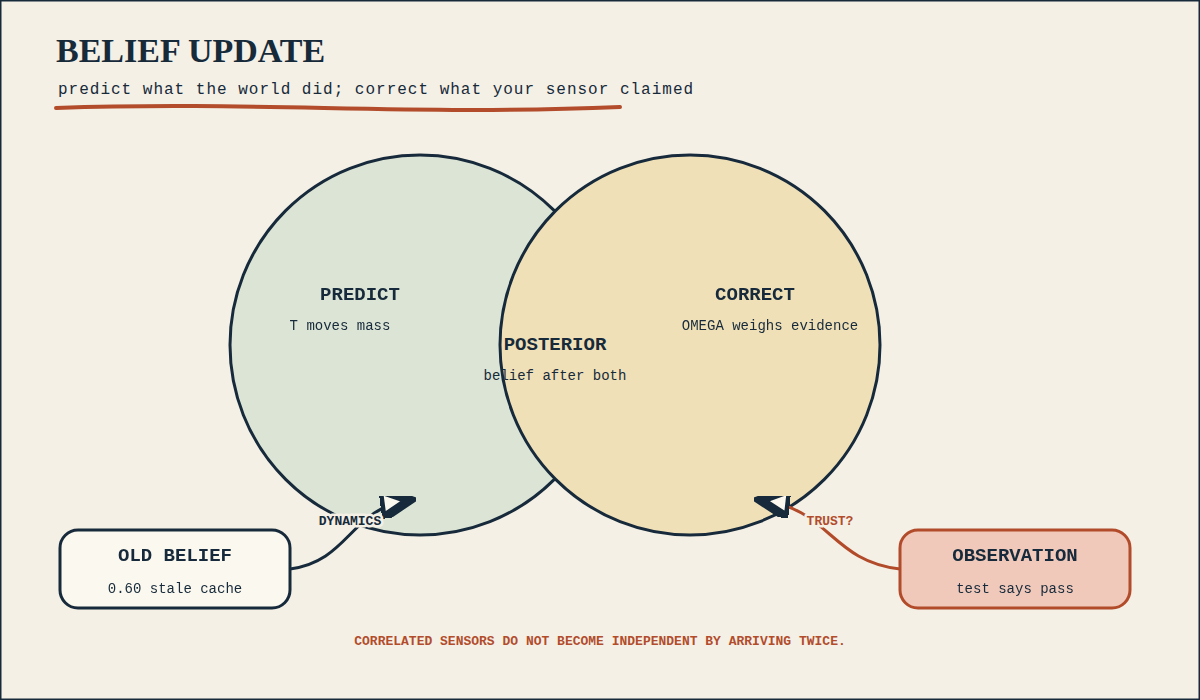 BELIEF UPDATE
predict what the world did; correct what your sensor claimed
PREDICT
T moves mass
CORRECT
OMEGA weighs evidence
POSTERIOR
belief after both
DYNAMICS
TRUST?
OLD BELIEF
0.60 stale cache
OBSERVATION
test says pass
CORRELATED SENSORS DO NOT BECOME INDEPENDENT BY ARRIVING TWICE.